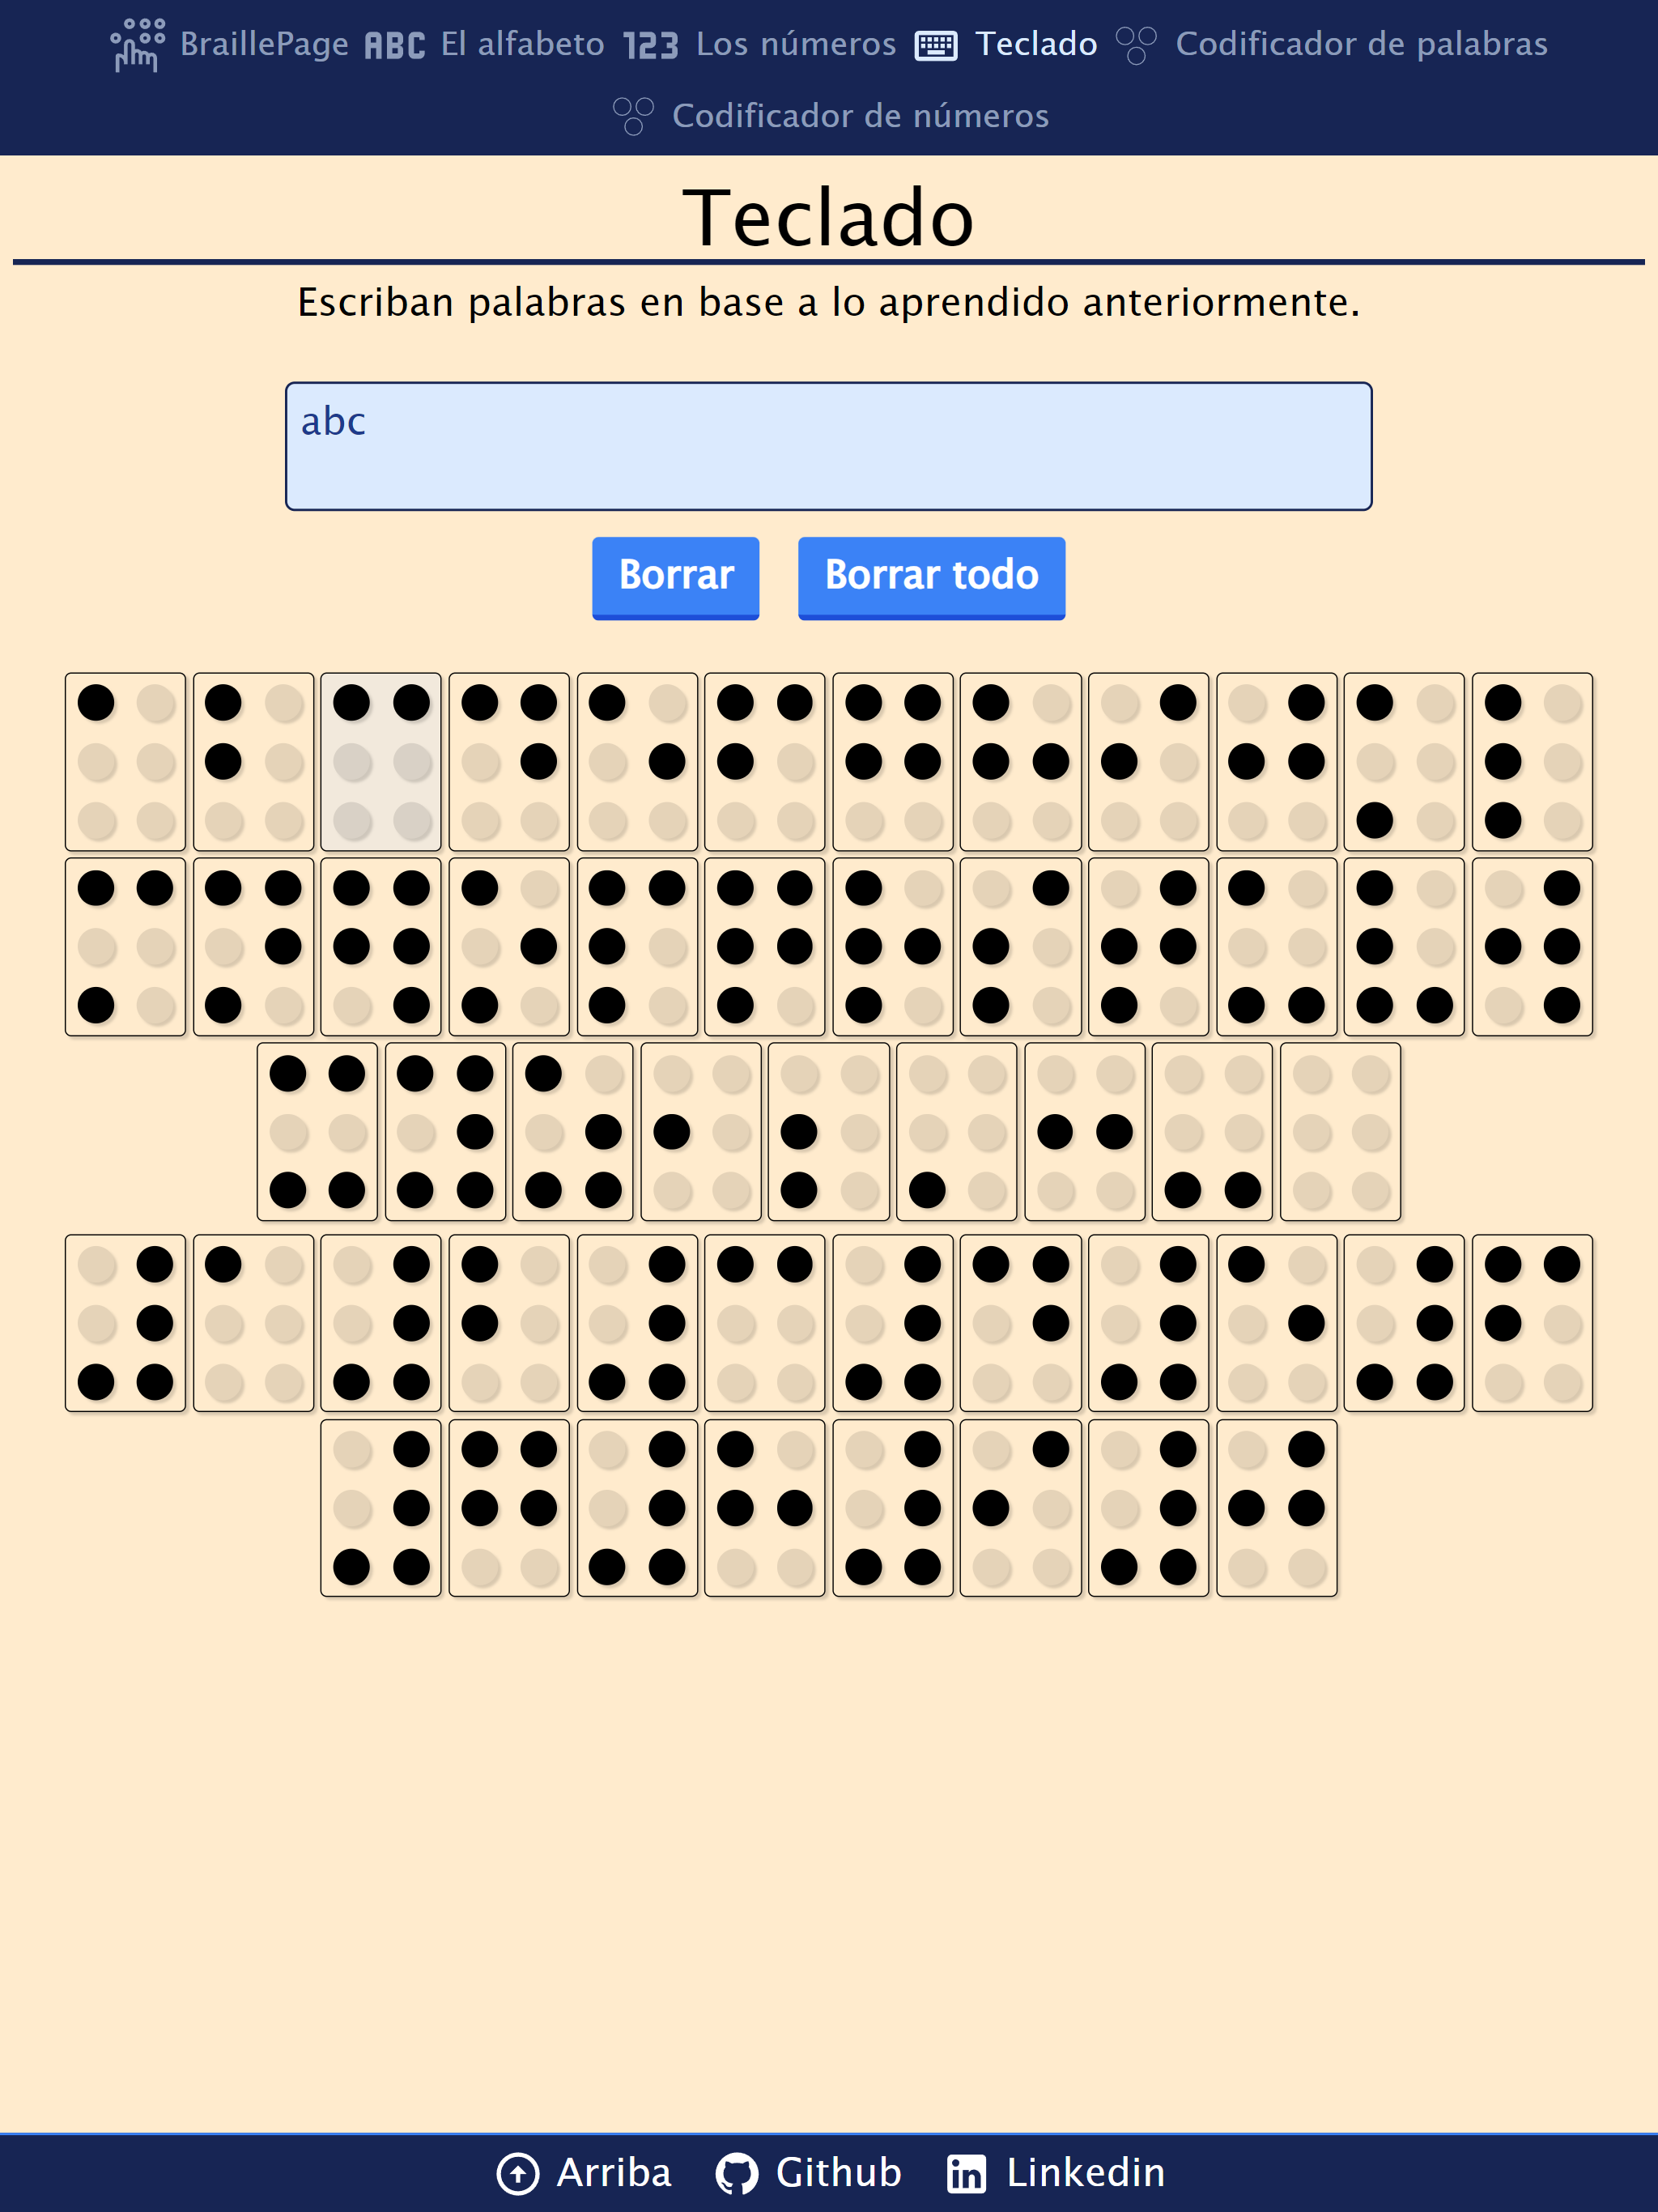 BraillePage ABC El alfabeto 123 Los números Teclado Codificador de palabras
Codificador de números
Teclado
Escriban palabras en base a lo aprendido anteriormente.
abc
Borrar Borrar todo
⠁ ⠃ ⠉ ⠙ ⠑ ⠋ ⠛ ⠓ ⠊ ⠚ ⠅ ⠇
⠍ ⠝ ⠻ ⠕ ⠏ ⠟ ⠗ ⠎ ⠞ ⠥ ⠧ ⠺
⠭ ⠽ ⠵ ⠂ ⠆ ⠄ ⠒ ⠤ ⠀
⠼⠁ ⠼⠃ ⠼⠉ ⠼⠙ ⠼⠑ ⠼⠋
⠼⠛ ⠼⠓ ⠼⠊ ⠼⠚
Arriba Github Linkedin